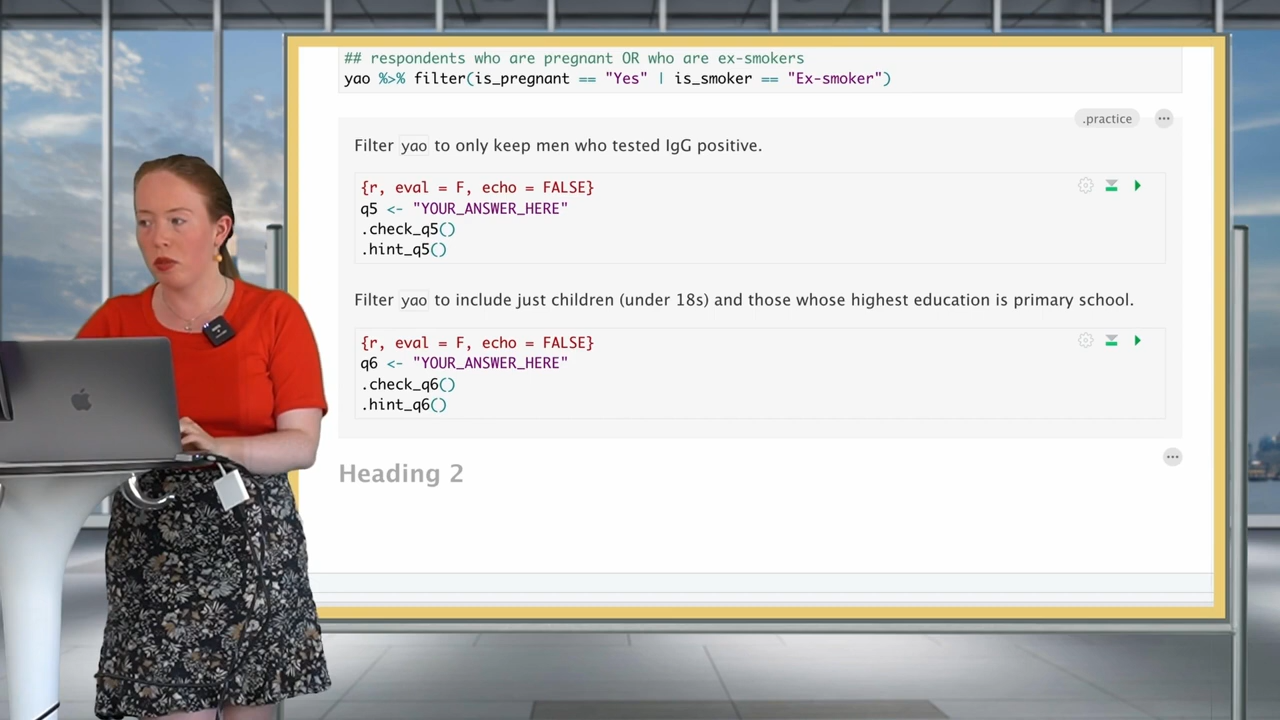 ## respondents who are pregnant OR who are ex-smokers
yao %>% filter(is_pregnant == "Yes" | is_smoker == "Ex-smoker")
.practice
Filter yao to only keep men who tested IgG positive.
{r, eval = F, echo = FALSE}
q5 <- "YOUR_ANSWER_HERE"
.check_q5()
.hint_q5()
Filter yao to include just children (under 18s) and those whose highest education is primary school.
{r, eval = F, echo = FALSE}
q6 <- "YOUR_ANSWER_HERE"
.check_q6()
.hint_q6()
Heading 2